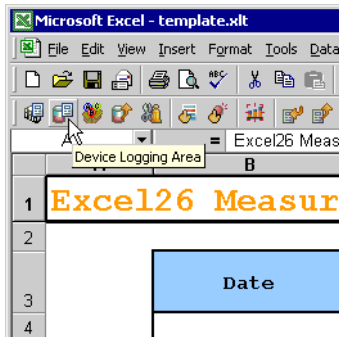 Microsoft Excel - template.xlt
File Edit View Insert Format Tools Data
= Excel26 Meas
Device Logging Area
B
1 Excel26 Measur
2
Date
3
4